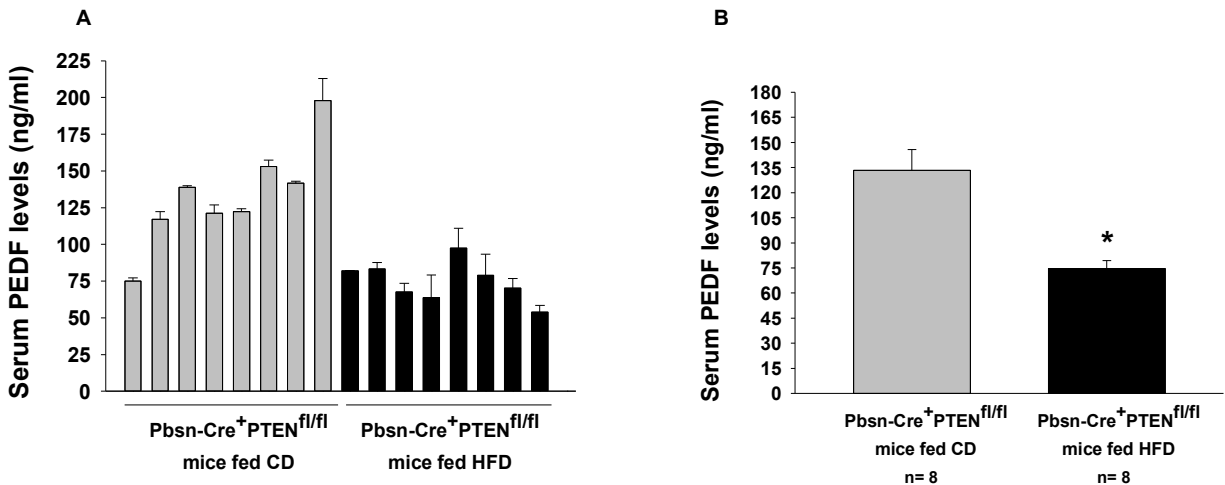 A
Serum PEDF levels (ng/ml)
225
200
175
150
125
100
75
50
25
0
Pbsn-Cre+PTENfl/fl
mice fed CD
Pbsn-Cre+PTENfl/fl
mice fed HFD
B
Serum PEDF levels (ng/ml)
180
165
150
135
120
105
90
75
60
45
30
15
0
*
Pbsn-Cre+PTENfl/fl
mice fed CD
n= 8
Pbsn-Cre+PTENfl/fl
mice fed HFD
n= 8